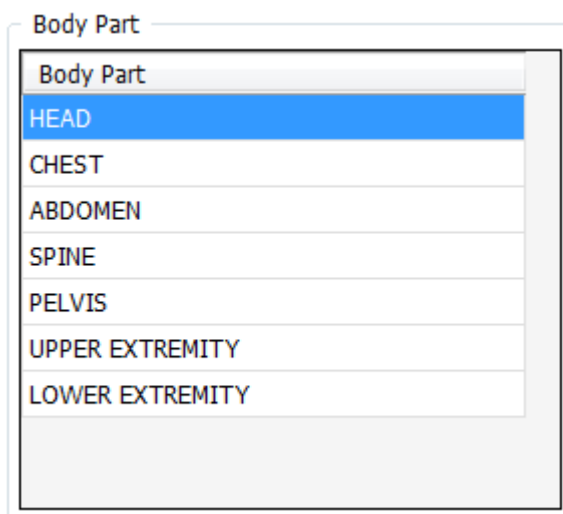 Body Part
Body Part
HEAD
CHEST
ABDOMEN
SPINE
PELVIS
UPPER EXTREMITY
LOWER EXTREMITY